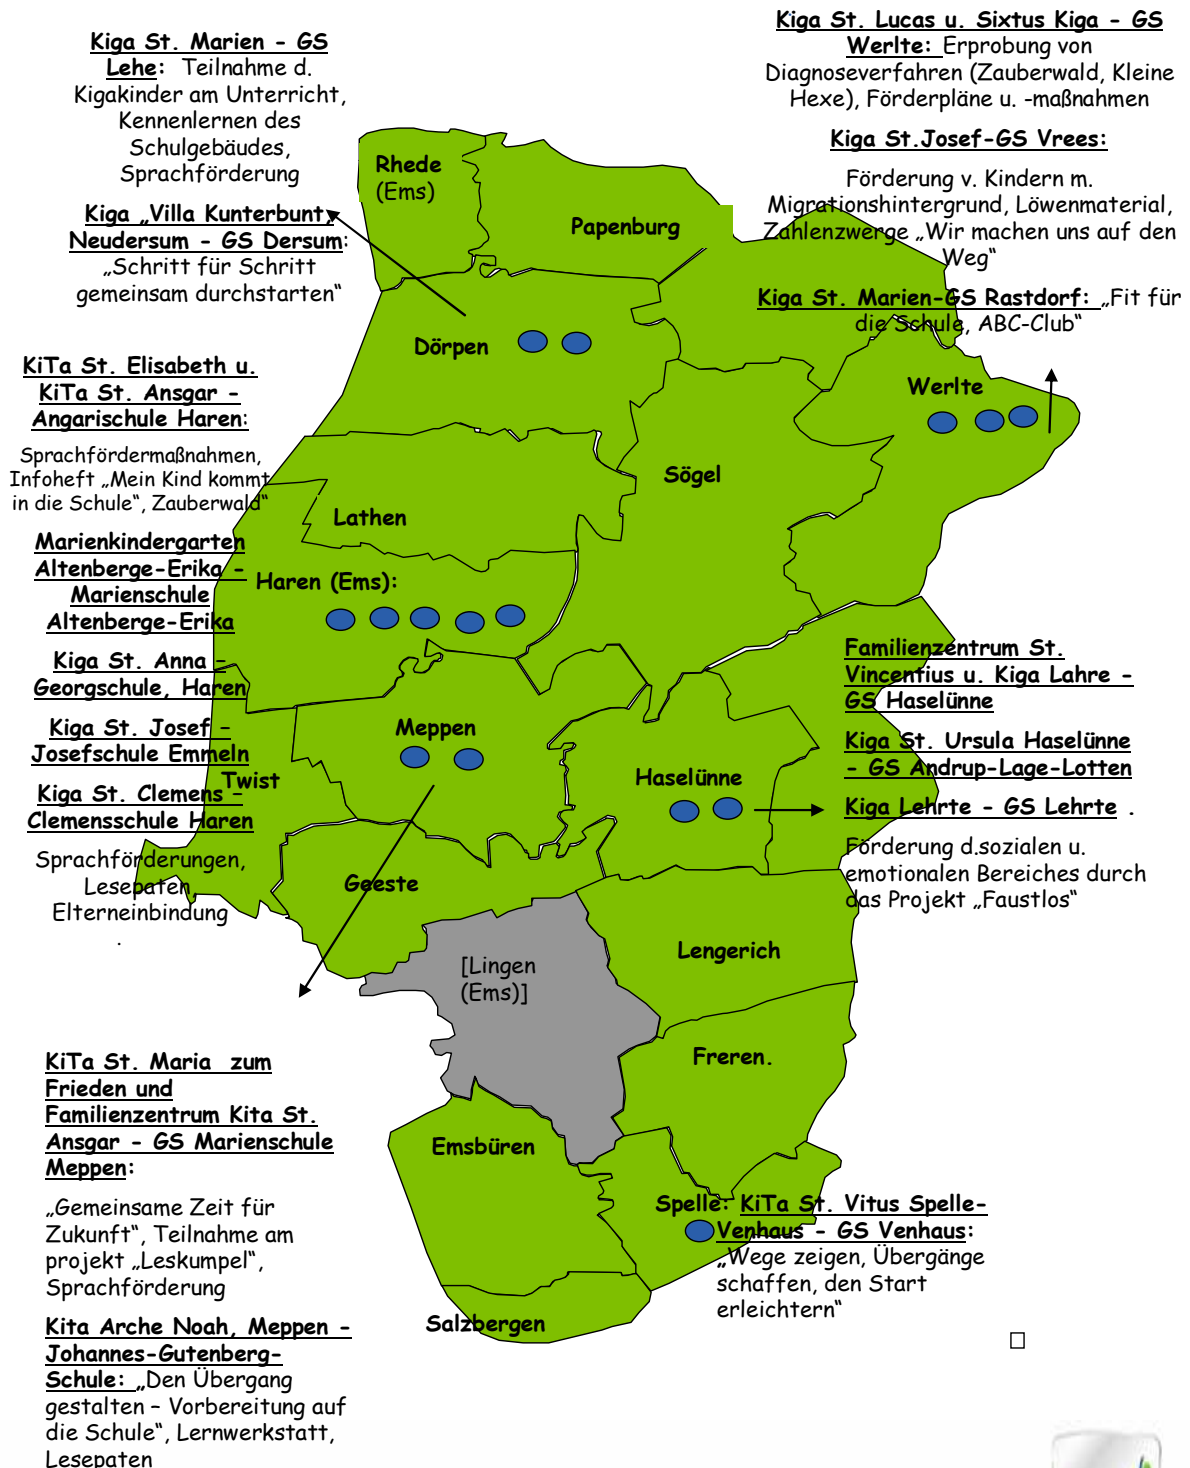 Kiga St. Marien - GS
Lehe: Teilnahme d.
Kigakinder am Unterricht,
Kennenlernen des
Schulgebäudes,
Sprachförderung
Kiga „Villa Kunterbunt,
Neudersum - GS Dersum:
„Schritt für Schritt
gemeinsam durchstarten“
KiTa St. Elisabeth u.
KiTa St. Ansgar -
Angarischule Haren:
Sprachfördermaßnahmen,
Infoheft „Mein Kind kommt
in die Schule“, Zauberwald“
Marienkindergarten
Altenberge-Erika -
Marienschule
Altenberge-Erika
Kiga St. Anna -
Georgschule, Haren
Kiga St. Josef -
Josefschule Emmeln
Kiga St. Clemens -
Clemensschule Haren
Sprachförderungen,
Lesepaten,
Elterneinbindung
.
KiTa St. Maria zum
Frieden und
Familienzentrum Kita St.
Ansgar - GS Marienschule
Meppen:
„Gemeinsame Zeit für
Zukunft“, Teilnahme am
projekt „Leskumpel“,
Sprachförderung
Kita Arche Noah, Meppen -
Johannes-Gutenberg-
Schule: „Den Übergang
gestalten – Vorbereitung auf
die Schule“, Lernwerkstatt,
Lesepaten
Kiga St. Lucas u. Sixtus Kiga - GS
Werlte: Erprobung von
Diagnoseverfahren (Zauberwald, Kleine
Hexe), Förderpläne u. -maßnahmen
Kiga St.Josef-GS Vrees:
Förderung v. Kindern m.
Migrationshintergrund, Löwenmaterial,
Zahlenzwerge „Wir machen uns auf den
Weg“
Kiga St. Marien-GS Rastdorf: „Fit für
die Schule, ABC-Club“
Familienzentrum St.
Vincentius u. Kiga Lahre -
GS Haselünne
Kiga St. Ursula Haselünne
- GS Andrup-Lage-Lotten
Kiga Lehrte - GS Lehrte .
Förderung d.sozialen u.
emotionalen Bereiches durch
das Projekt „Faustlos“
Rhede
(Ems)
Papenburg
Dörpen
Werlte
Sögel
Lathen
Haren (Ems):
Meppen
Twist
Haselünne
Geeste
[Lingen
(Ems)]
Lengerich
Freren.
Emsbüren
Spelle: KiTa St. Vitus Spelle-
Venhaus - GS Venhaus:
„Wege zeigen, Übergänge
schaffen, den Start
erleichtern“
Salzbergen